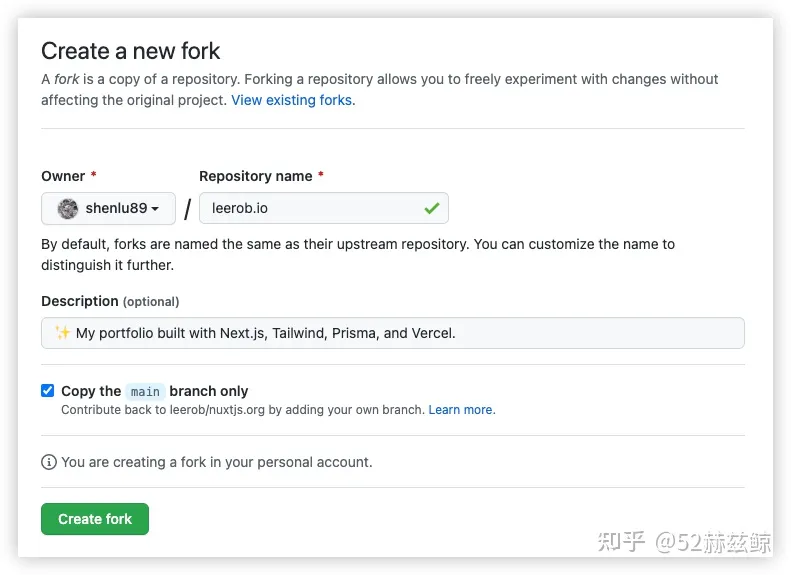 Create a new fork
A fork is a copy of a repository. Forking a repository allows you to freely experiment with changes without
affecting the original project. View existing forks.
Owner *
Repository name *
shenlu89
/
leerob.io
By default, forks are named the same as their upstream repository. You can customize the name to
distinguish it further.
Description (optional)
✨ My portfolio built with Next.js, Tailwind, Prisma, and Vercel.
Copy the main branch only
Contribute back to leerob/nuxtjs.org by adding your own branch. Learn more.
You are creating a fork in your personal account.
Create fork
知乎 @52赫兹鲸